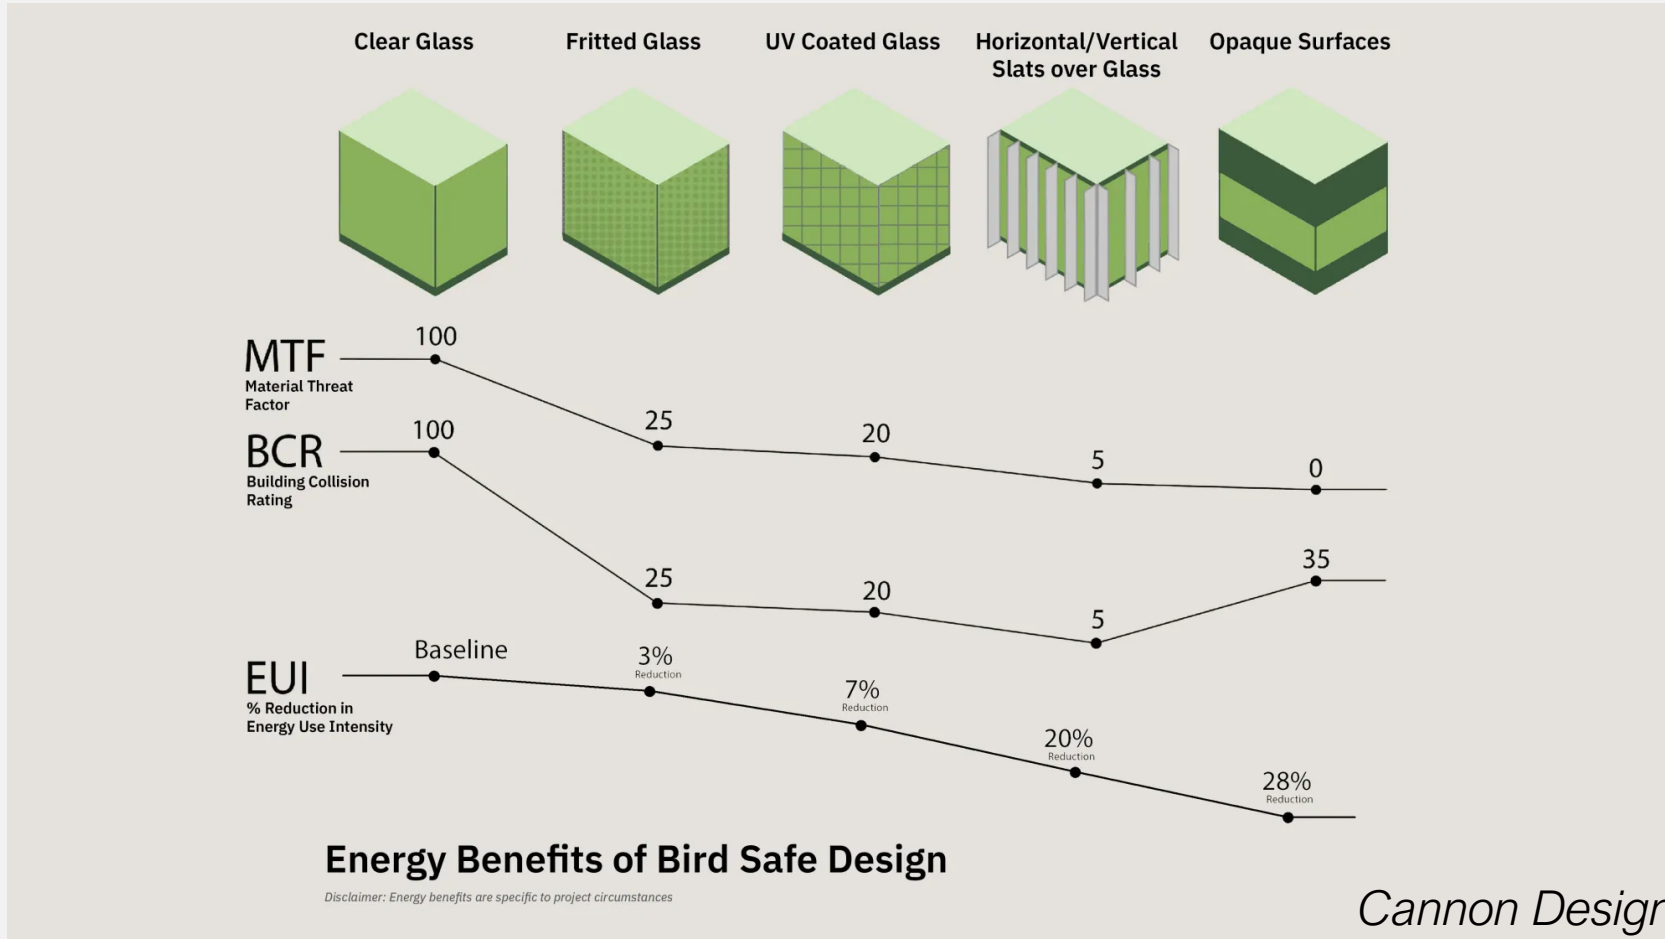 Clear Glass
Fritted Glass
UV Coated Glass
Horizontal/Vertical
Slats over Glass
Opaque Surfaces
MTF
Material Threat
Factor
100
25
20
5
0
BCR
Building Collision
Rating
100
25
20
5
35
EUI
% Reduction in
Energy Use Intensity
Baseline
3%
Reduction
7%
Reduction
20%
Reduction
28%
Reduction
Energy Benefits of Bird Safe Design
Disclaimer: Energy benefits are specific to project circumstances
Cannon Design